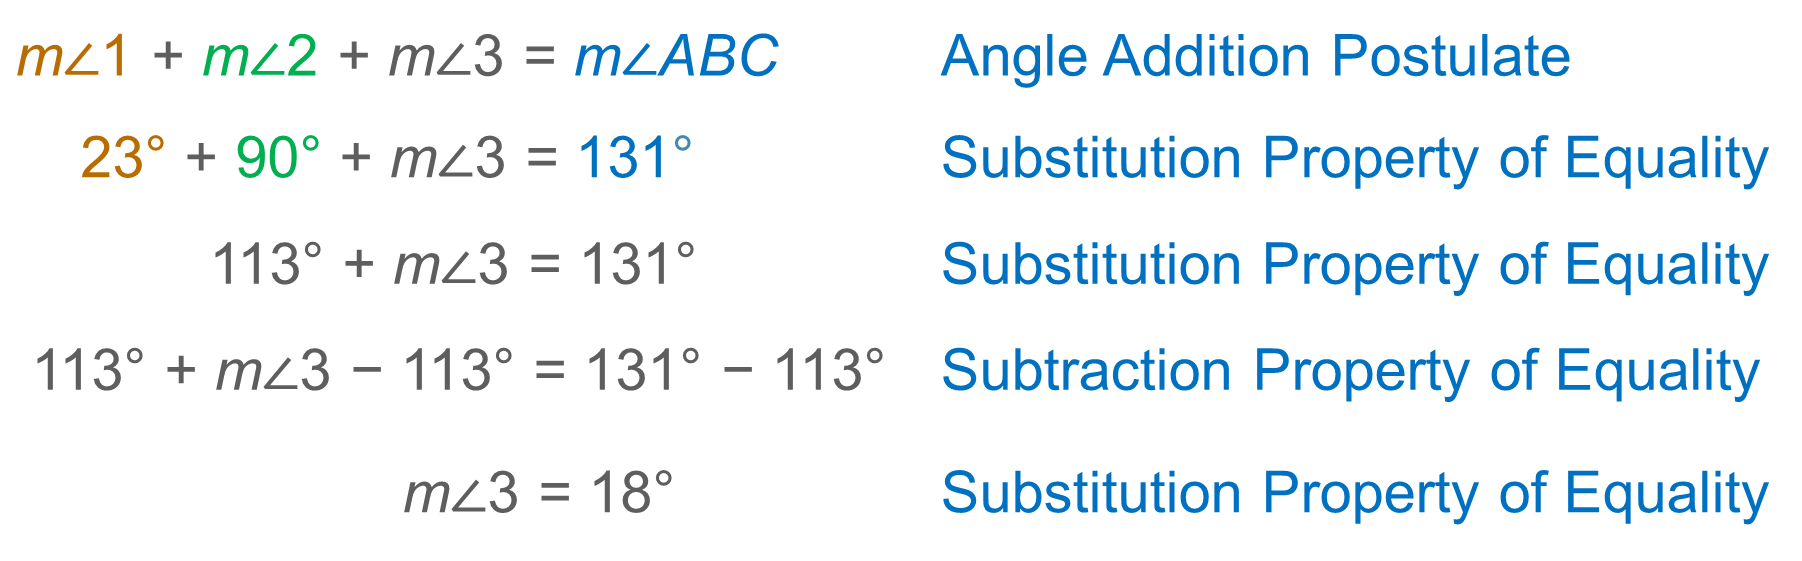 m∠1 + m∠2 + m∠3 = m∠ABC Angle Addition Postulate
23° + 90° + m∠3 = 131° Substitution Property of Equality
113° + m∠3 = 131° Substitution Property of Equality
113° + m∠3 − 113° = 131° − 113° Subtraction Property of Equality
m∠3 = 18° Substitution Property of Equality